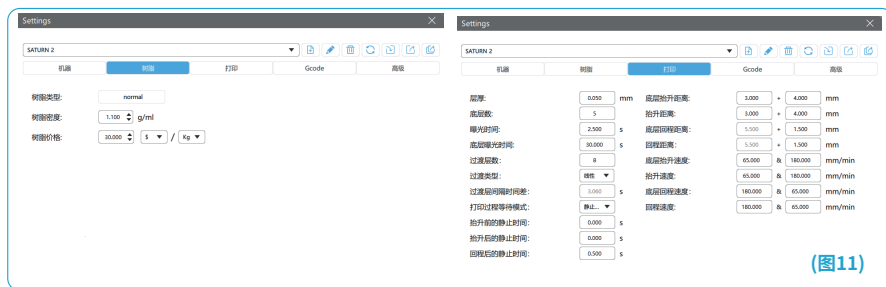 Settings
SATURN 2
机器 树脂 打印 Gcode 高级
树脂类型: normal
树脂密度: 1.100 g/ml
树脂价格: 30.000 $ / Kg
Settings
SATURN 2
机器 树脂 打印 Gcode 高级
层厚: 0.050 mm 底层抬升距离: 3.000 + 4.000 mm
底层数: 5 抬升距离: 3.000 + 4.000 mm
曝光时间: 2.500 s 底层回程距离: 5.500 + 1.500 mm
底层曝光时间: 30.000 s 回程距离: 5.500 + 1.500 mm
过渡层数: 8 底层抬升速度: 65.000 & 180.000 mm/min
过渡类型: 线性 抬升速度: 65.000 & 180.000 mm/min
过渡层间隔时间差: 3.060 s 底层回程速度: 180.000 & 65.000 mm/min
打印过程等待模式: 静止... 回程速度: 180.000 & 65.000 mm/min
抬升前的静止时间: 0.000 s
抬升后的静止时间: 0.000 s
回程后的静止时间: 0.500 s
(图11)